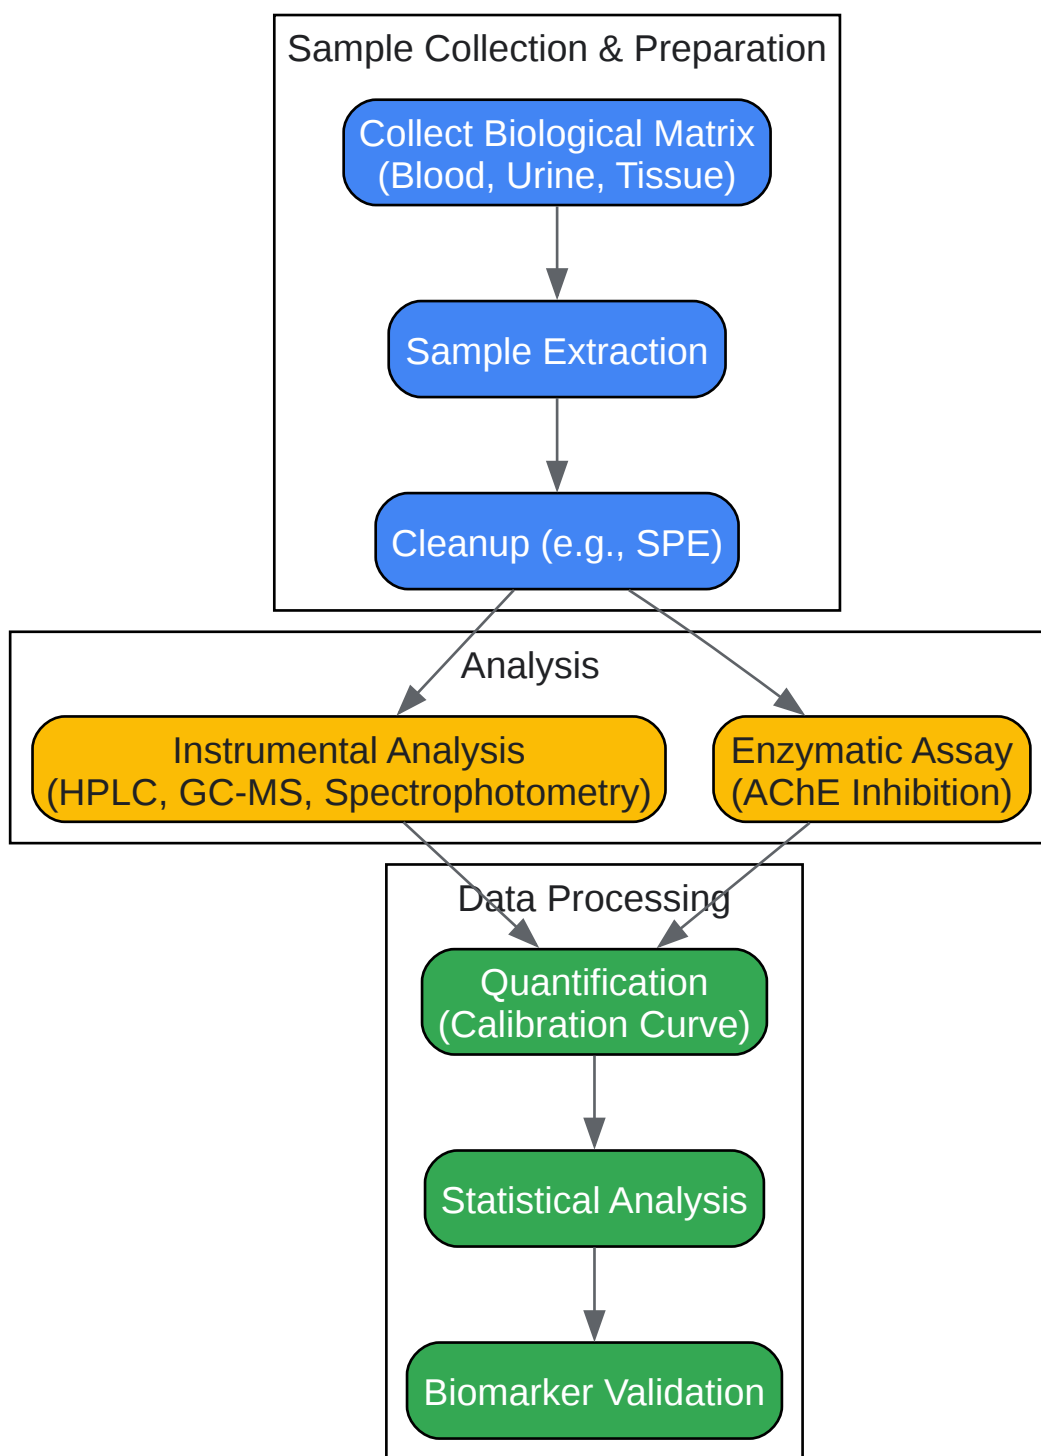 Sample Collection & Preparation
Collect Biological Matrix
(Blood, Urine, Tissue)
Sample Extraction
Cleanup (e.g., SPE)
Analysis
Instrumental Analysis
(HPLC, GC-MS, Spectrophotometry)
Enzymatic Assay
(AChE Inhibition)
Data Processing
Quantification
(Calibration Curve)
Statistical Analysis
Biomarker Validation